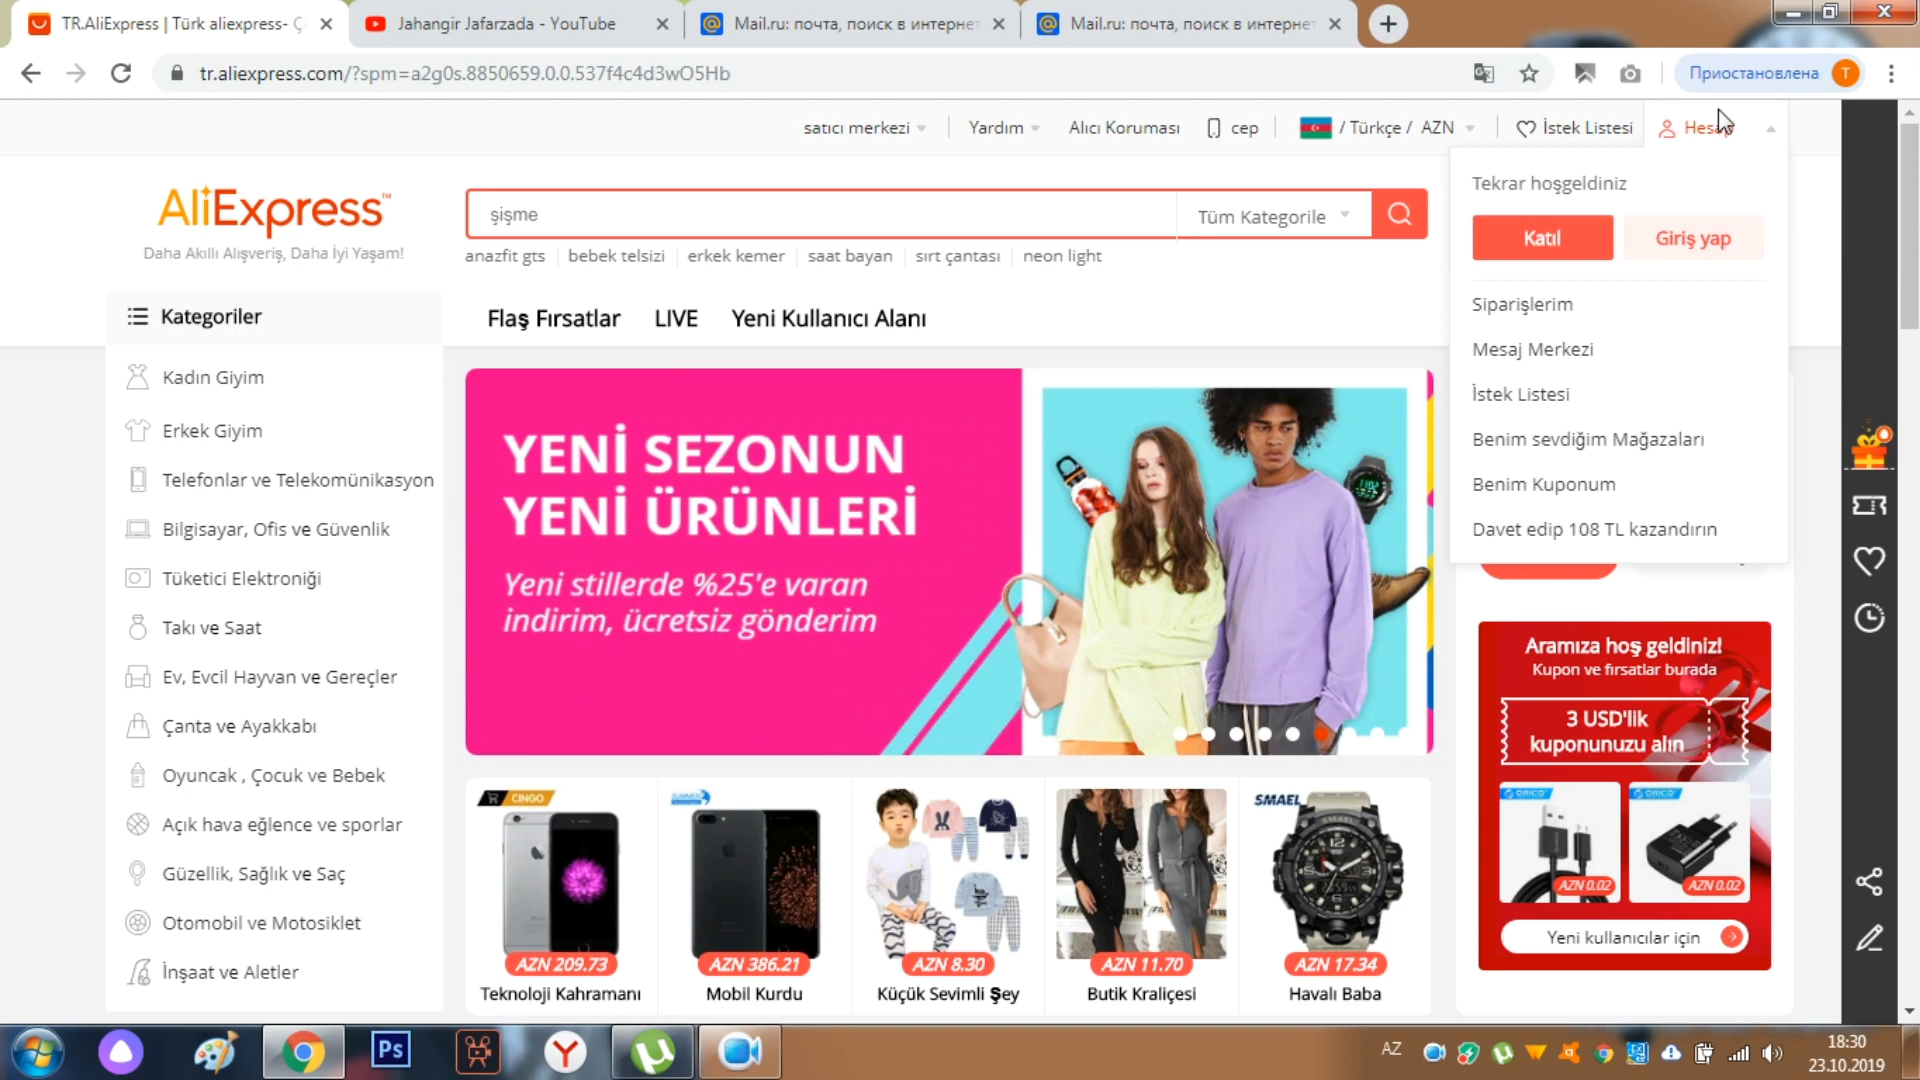 TR.AliExpress | Türk aliexpress- Ç
Jahangir Jafarzada - YouTube
Mail.ru: почта, поиск в интернет
Mail.ru: почта, поиск в интернет
tr.aliexpress.com/?spm=a2g0s.8850659.0.0.537f4c4d3wO5Hb
Приостановлена
T
satıcı merkezi
Yardım
Alıcı Koruması
cep
/ Türkçe / AZN
İstek Listesi
Hesap
AliExpress™
Daha Akıllı Alışveriş, Daha İyi Yaşam!
şişme
Tüm Kategorile
anazfit gts
bebek telsizi
erkek kemer
saat bayan
sırt çantası
neon light
Tekrar hoşgeldiniz
Katıl
Giriş yap
Siparişlerim
Mesaj Merkezi
İstek Listesi
Benim sevdiğim Mağazaları
Benim Kuponum
Davet edip 108 TL kazandırın
Kategoriler
Flaş Fırsatlar
LIVE
Yeni Kullanıcı Alanı
Kadın Giyim
Erkek Giyim
Telefonlar ve Telekomünikasyon
Bilgisayar, Ofis ve Güvenlik
Tüketici Elektroniği
Takı ve Saat
Ev, Evcil Hayvan ve Gereçler
Çanta ve Ayakkabı
Oyuncak , Çocuk ve Bebek
Açık hava eğlence ve sporlar
Güzellik, Sağlık ve Saç
Otomobil ve Motosiklet
İnşaat ve Aletler
YENİ SEZONUN
YENİ ÜRÜNLERİ
Yeni stillerde %25'e varan
indirim, ücretsiz gönderim
Aramıza hoş geldiniz!
Kupon ve fırsatlar burada
3 USD'lik
kuponunuzu alın
ORICO
ORICO
AZN 0.02
AZN 0.02
Yeni kullanıcılar için
CINGO
SMAEL
SMAEL
AZN 209.73
AZN 386.21
AZN 8.30
AZN 11.70
AZN 17.34
Teknoloji Kahramanı
Mobil Kurdu
Küçük Sevimli Şey
Butik Kraliçesi
Havalı Baba
Ps
AZ
18:30
23.10.2019